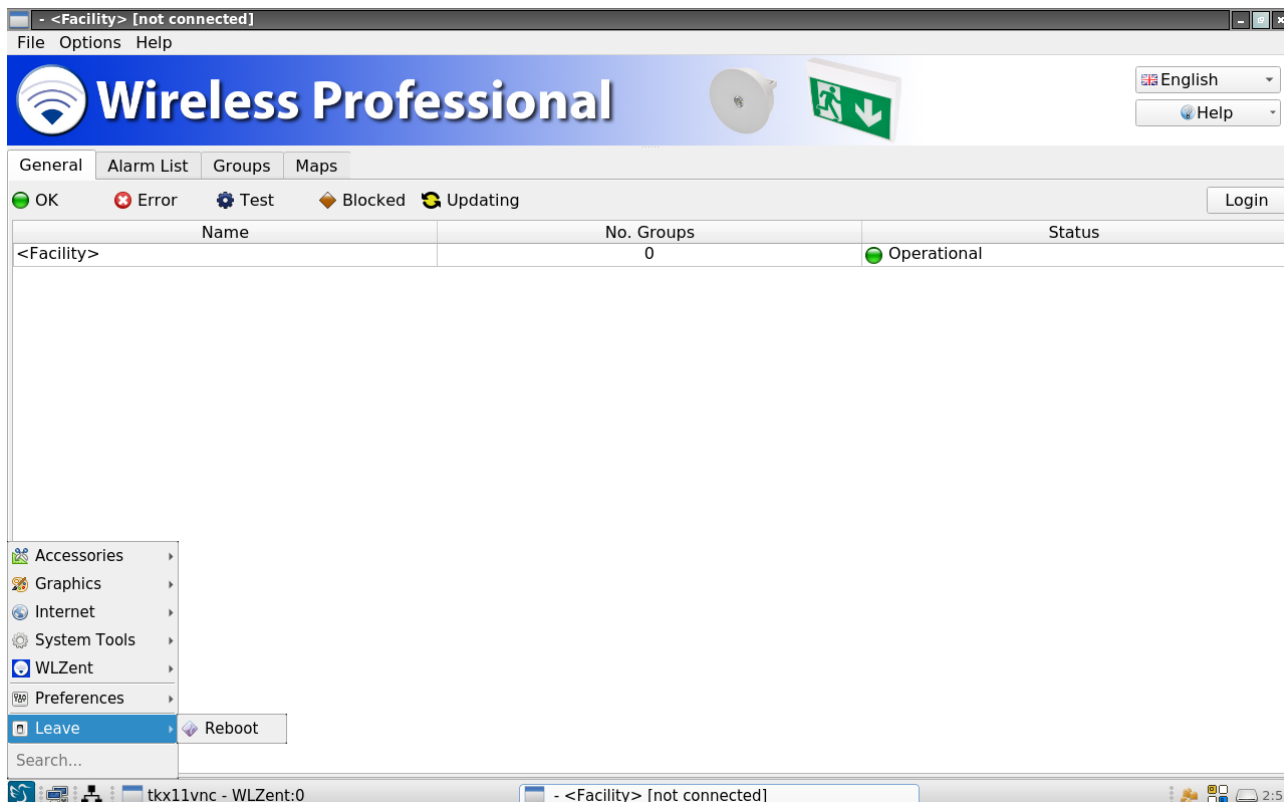 - <Facility> [not connected]
File Options Help
Wireless Professional
English
Help
General Alarm List Groups Maps
OK Error Test Blocked Updating Login
Name No. Groups Status
<Facility> 0 Operational
Accessories
Graphics
Internet
System Tools
WLZent
Preferences
Leave Reboot
Search...
tkx11vnc - WLZent:0 - <Facility> [not connected] 2:5